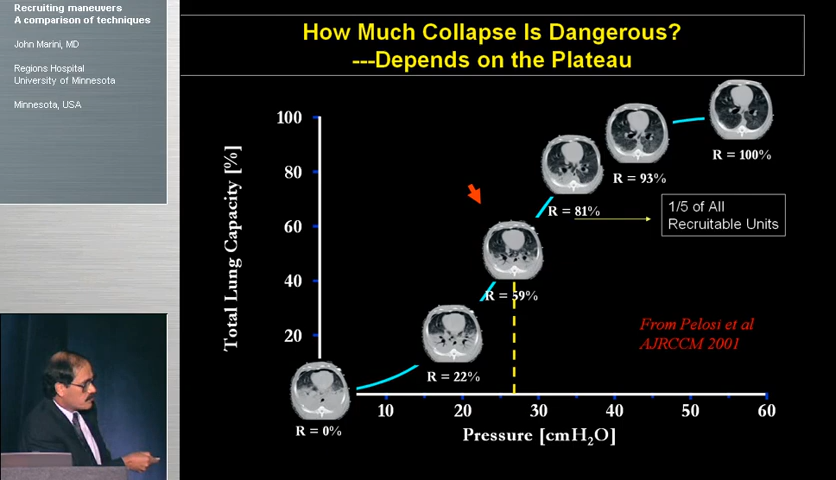 Recruiting maneuvers
A comparison of techniques
John Marini, MD
Regions Hospital
University of Minnesota
Minnesota, USA
How Much Collapse Is Dangerous?
---Depends on the Plateau
Total Lung Capacity [%]
100
80
60
40
20
R = 100%
R = 93%
R = 81%
1/5 of All
Recruitable Units
R = 59%
From Pelosi et al
AJRCCM 2001
R = 22%
R = 0%
10 20 30 40 50 60
Pressure [cmH₂O]